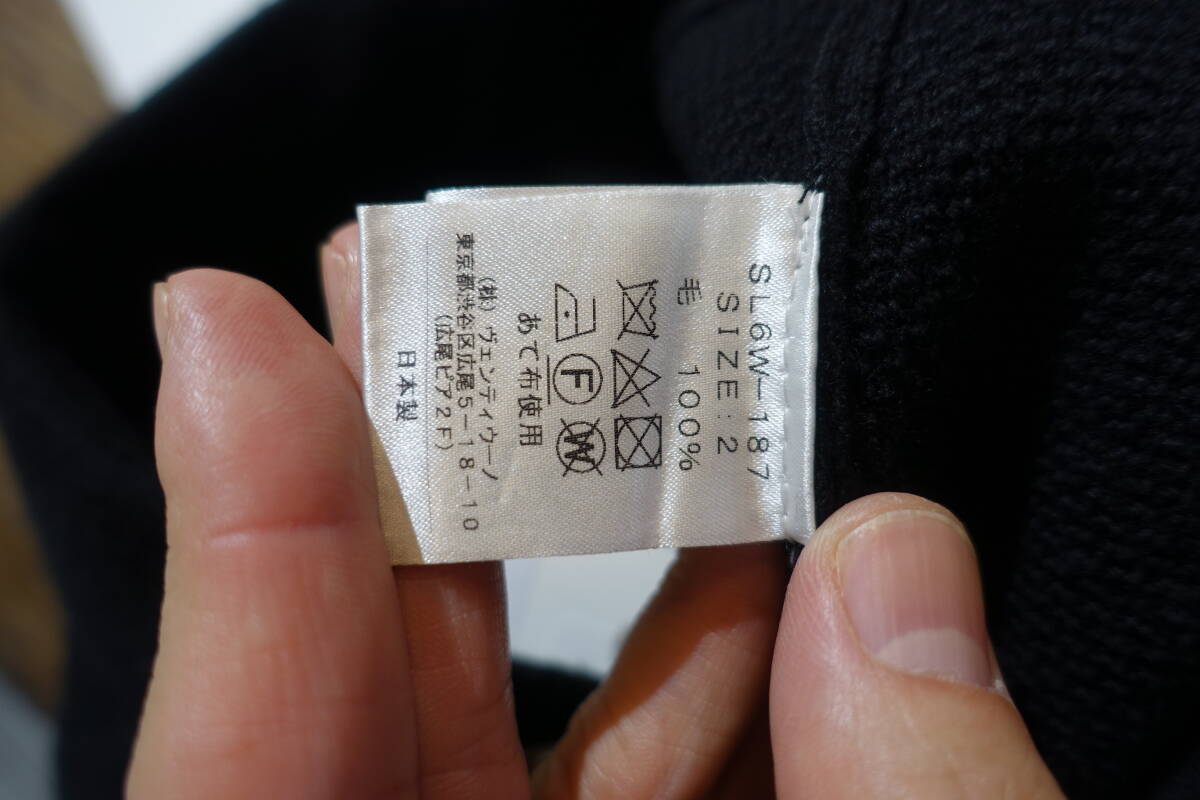 SL6W-187
SIZE: 2
毛 100%
F W
あて布使用
(株) ヴェンティウーノ
東京都渋谷区広尾5-18-10
(広尾ピア2F)
日本製